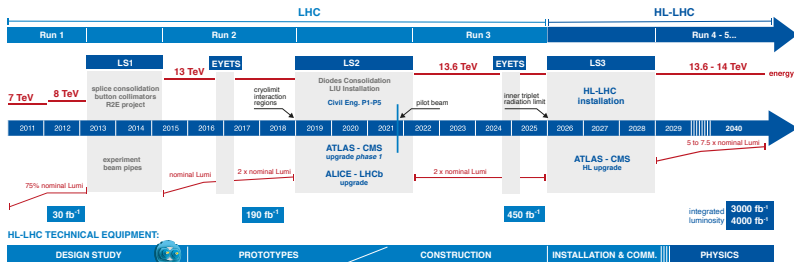 LHC
HL-LHC
Run 1
Run 2
Run 3
Run 4 - 5...
LS1
EYETS
LS2
EYETS
LS3
13 TeV
13.6 TeV
13.6 - 14 TeV
energy
7 TeV
8 TeV
splice consolidation
button collimators
R2E project
cryolimit
interaction
regions
Diodes Consolidation
LIU Installation
Civil Eng. P1-P5
pilot beam
inner triplet
radiation limit
HL-LHC
installation
2011
2012
2013
2014
2015
2016
2017
2018
2019
2020
2021
2022
2023
2024
2025
2026
2027
2028
2029
2040
experiment
beam pipes
ATLAS - CMS
upgrade phase 1
ALICE - LHCb
upgrade
ATLAS - CMS
HL upgrade
5 to 7.5 x nominal Lumi
75% nominal Lumi
nominal Lumi
2 x nominal Lumi
2 x nominal Lumi
30 fb-1
190 fb-1
450 fb-1
integrated
luminosity
3000 fb-1
4000 fb-1
HL-LHC TECHNICAL EQUIPMENT:
DESIGN STUDY
PROTOTYPES
CONSTRUCTION
INSTALLATION & COMM.
PHYSICS